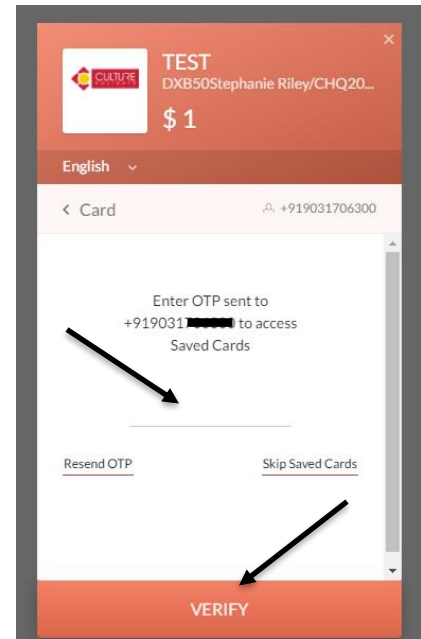 CULTURE
TEST
DXB50Stephanie Riley/CHQ20...
$ 1
English
Card
+919031706300
Enter OTP sent to
to access
Saved Cards
Resend OTP
Skip Saved Cards
VERIFY